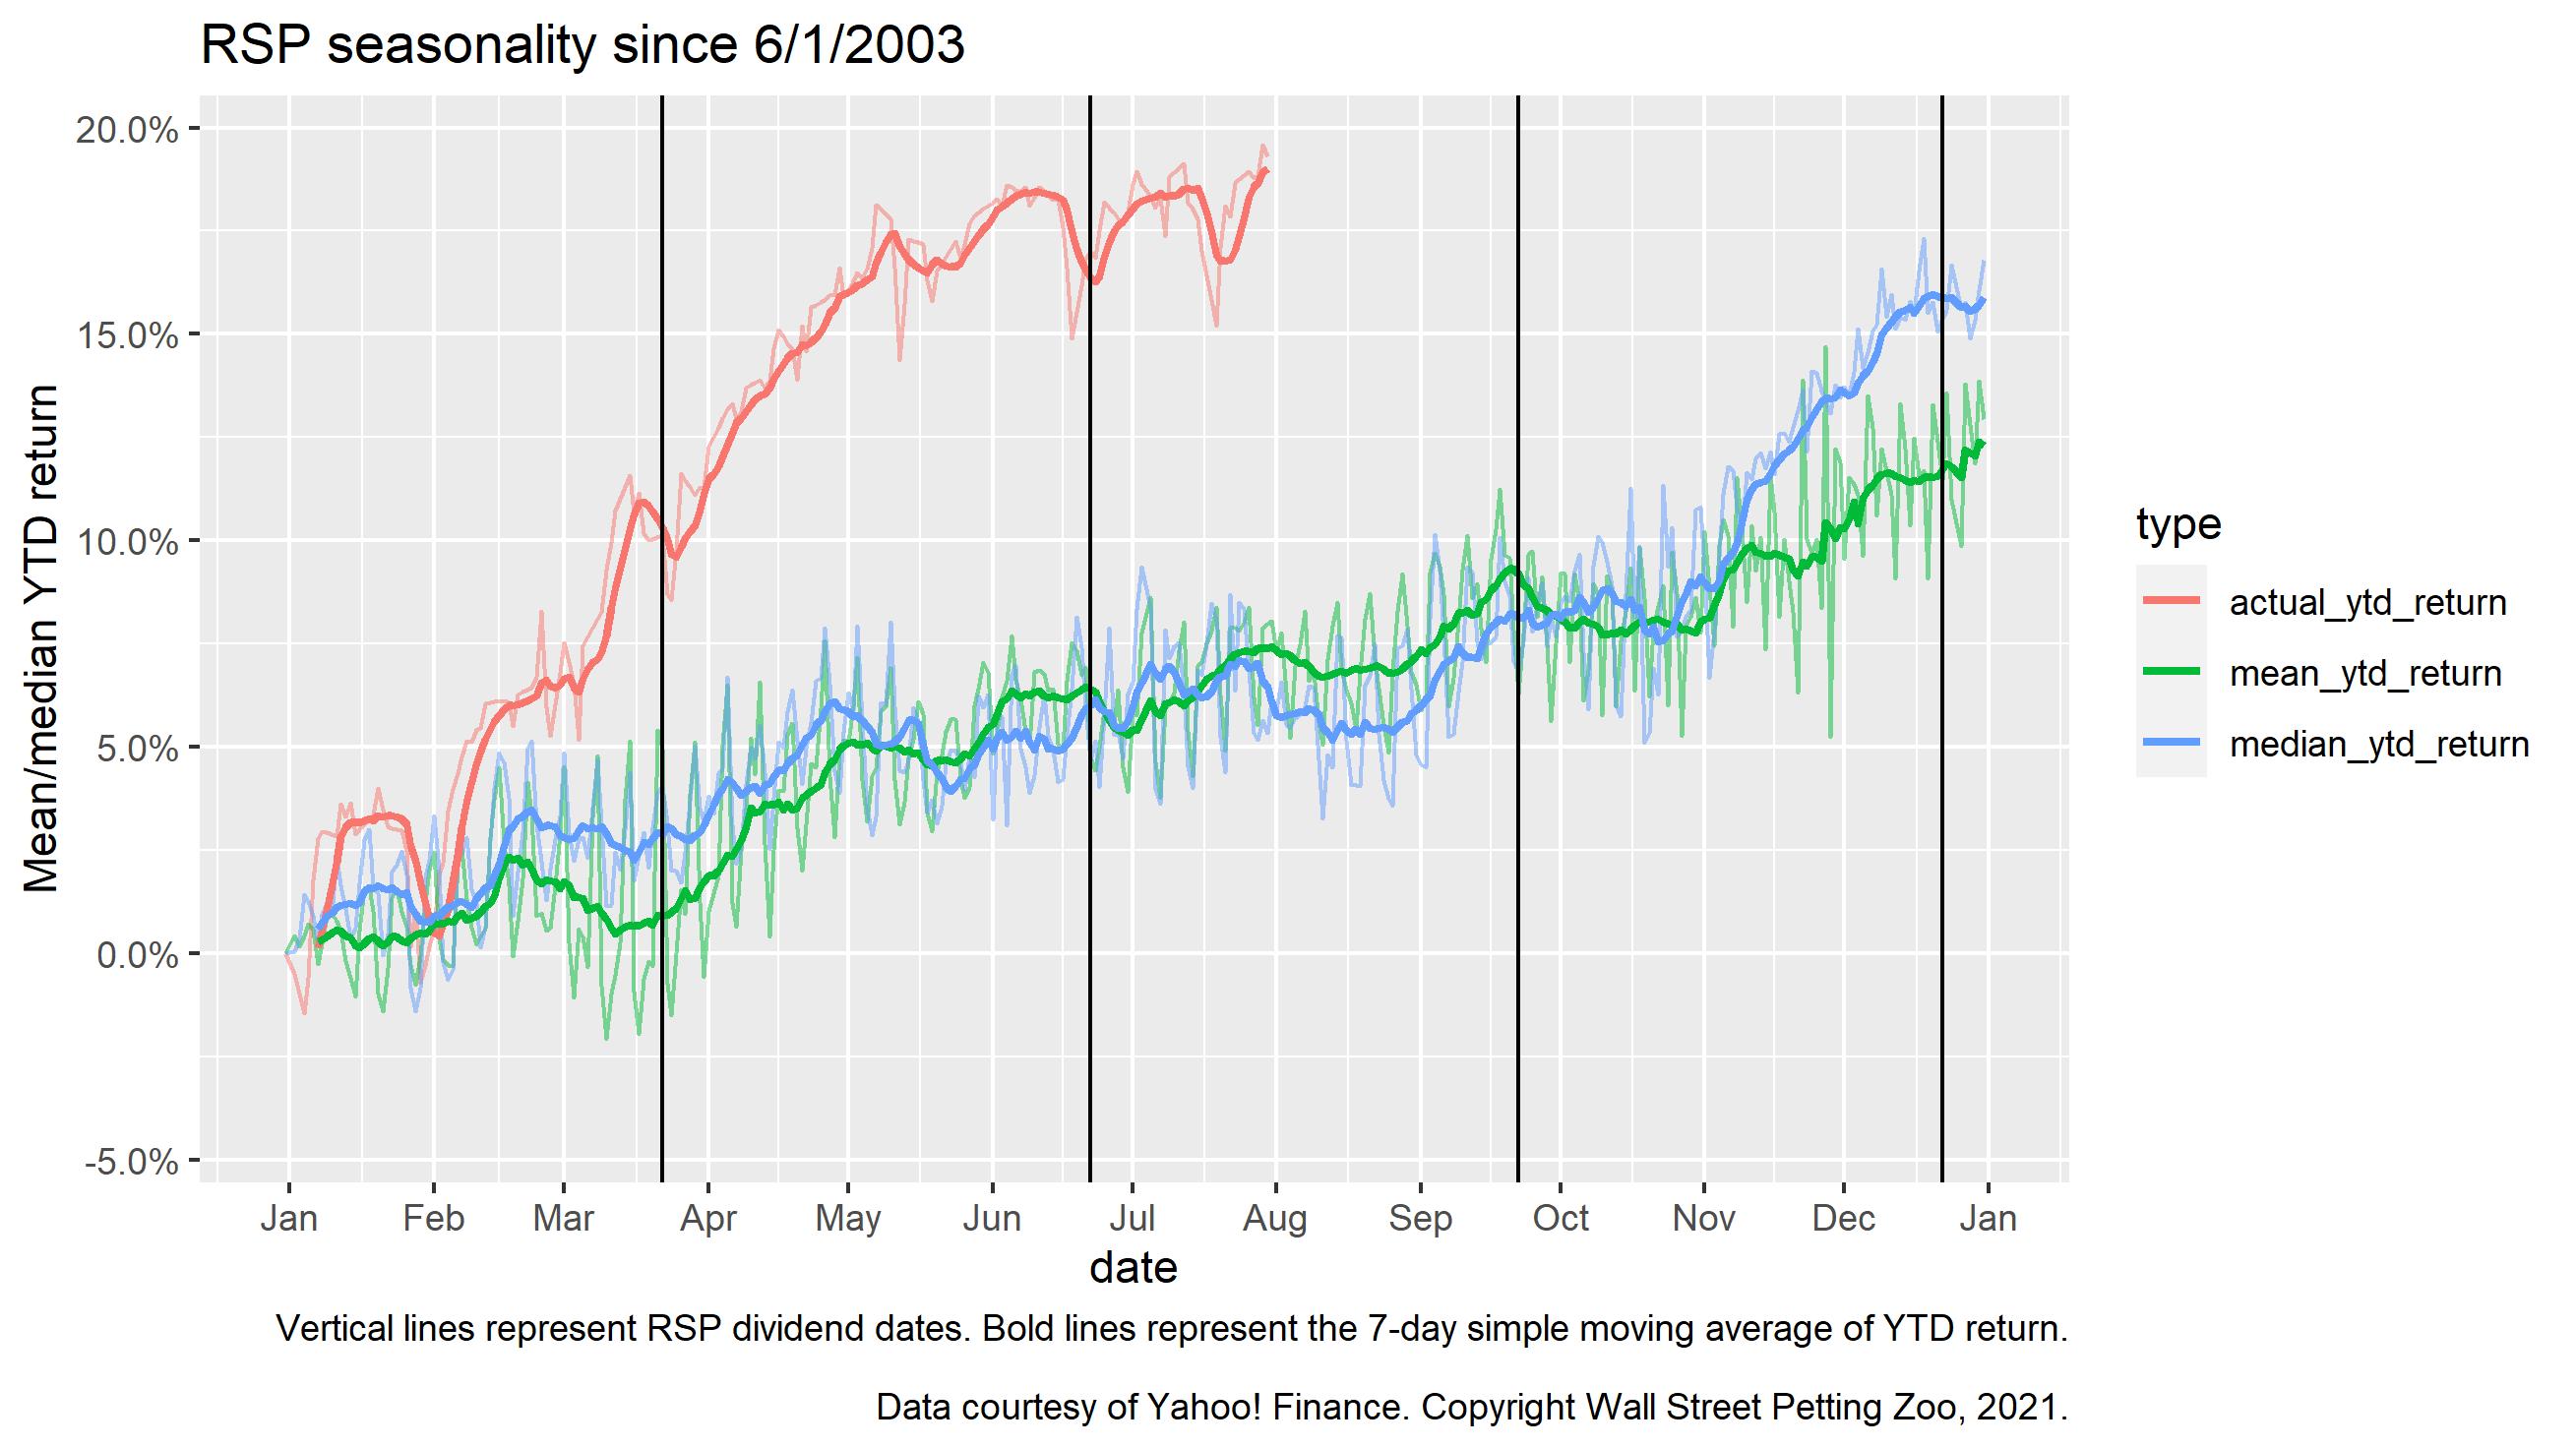 RSP seasonality since 6/1/2003
Mean/median YTD return
20.0%
15.0%
10.0%
5.0%
0.0%
-5.0%
Jan Feb Mar Apr May Jun Jul Aug Sep Oct Nov Dec Jan
date
type
actual_ytd_return
mean_ytd_return
median_ytd_return
Vertical lines represent RSP dividend dates. Bold lines represent the 7-day simple moving average of YTD return.
Data courtesy of Yahoo! Finance. Copyright Wall Street Petting Zoo, 2021.